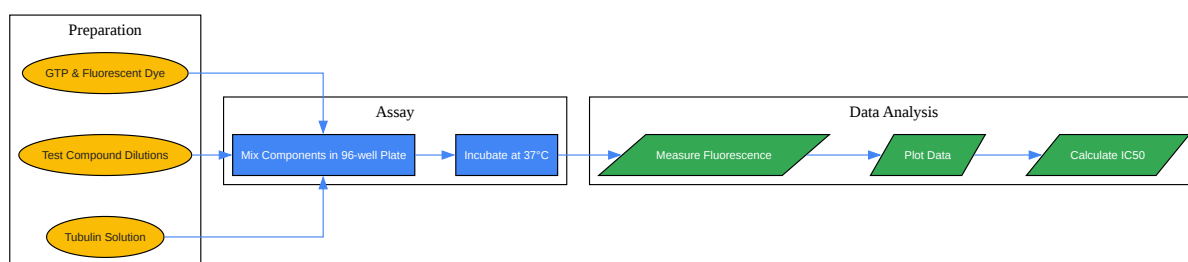 Preparation
GTP & Fluorescent Dye
Test Compound Dilutions
Tubulin Solution
Assay
Mix Components in 96-well Plate
Incubate at 37°C
Data Analysis
Measure Fluorescence
Plot Data
Calculate IC50